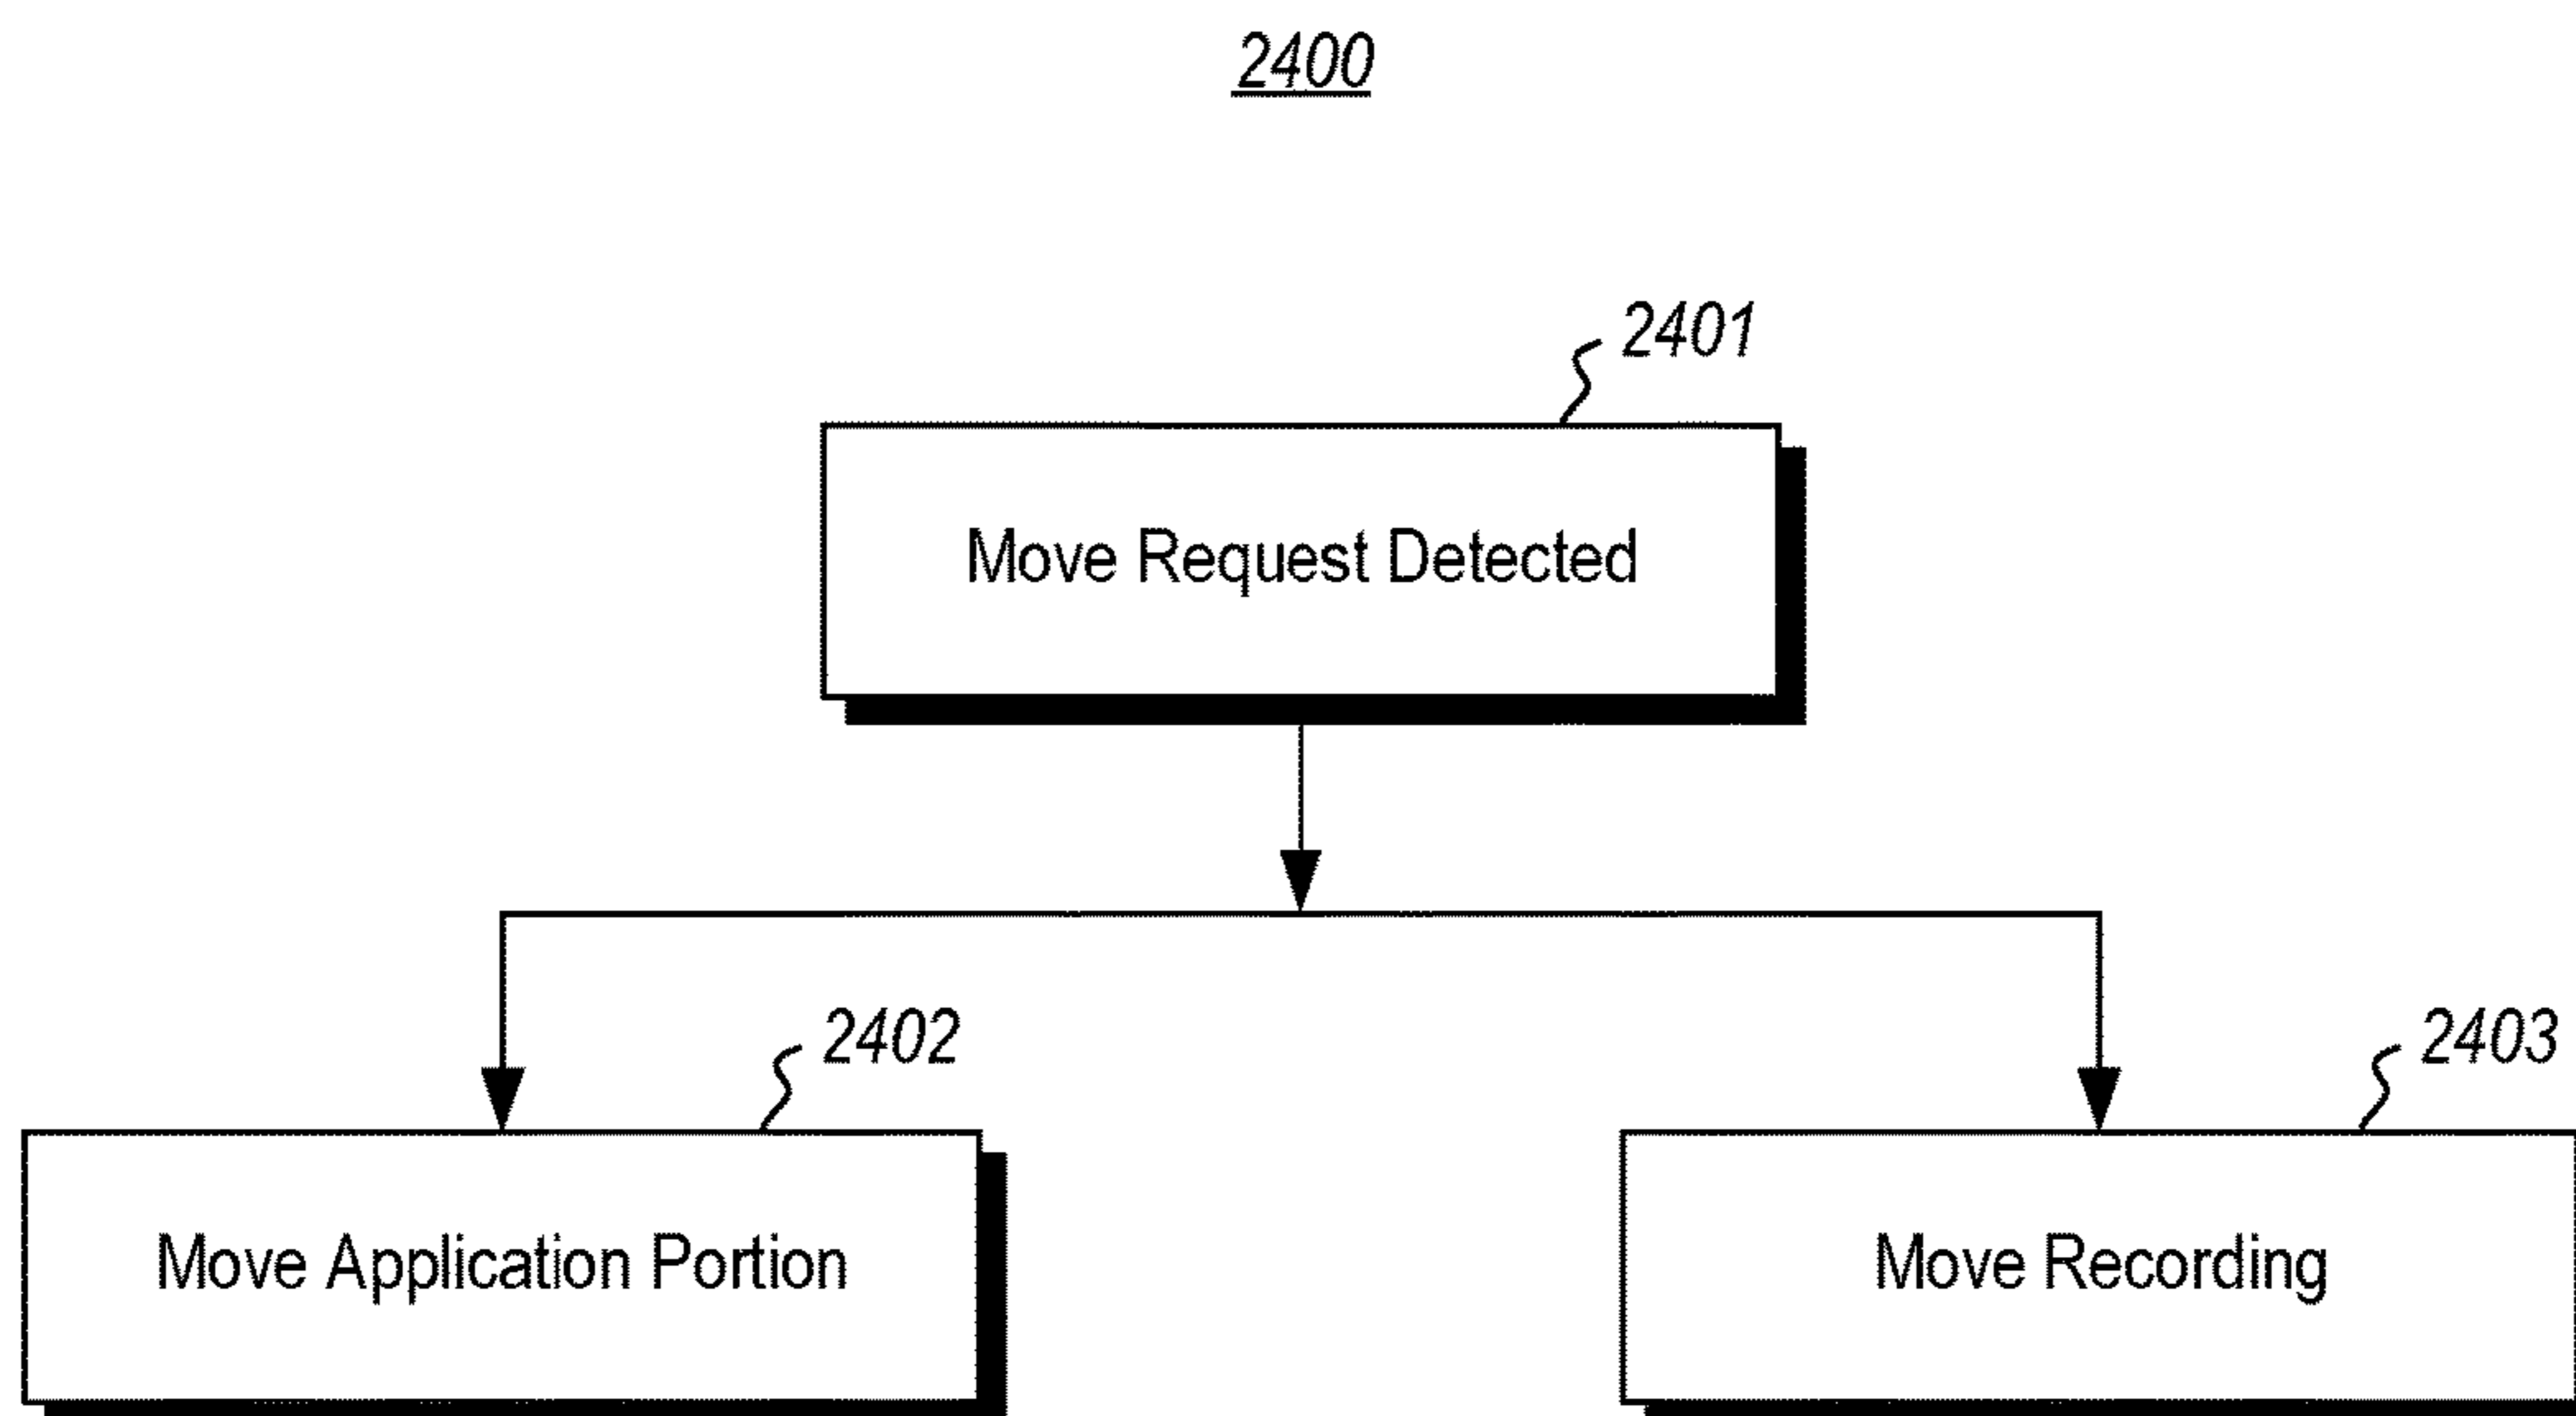 2400
2401
Move Request Detected
2402
2403
Move Application Portion
Move Recording